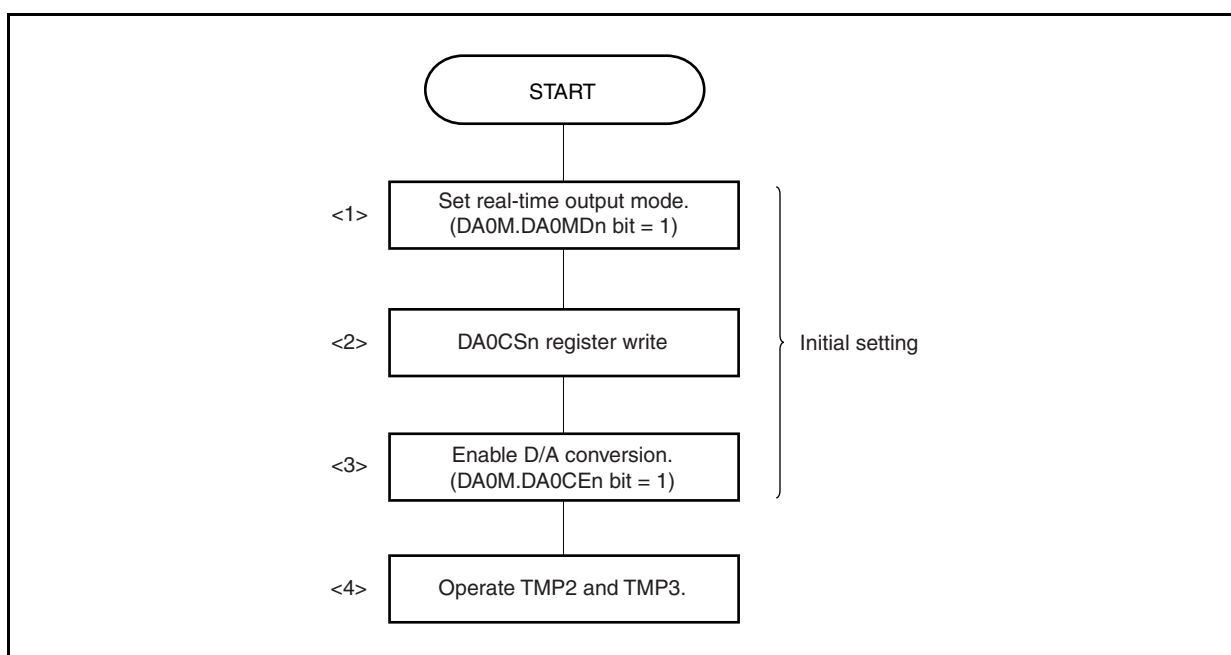 START
<1>
Set real-time output mode.
(DA0M.DA0MDn bit = 1)
<2>
DA0CSn register write
Initial setting
<3>
Enable D/A conversion.
(DA0M.DA0CEn bit = 1)
<4>
Operate TMP2 and TMP3.